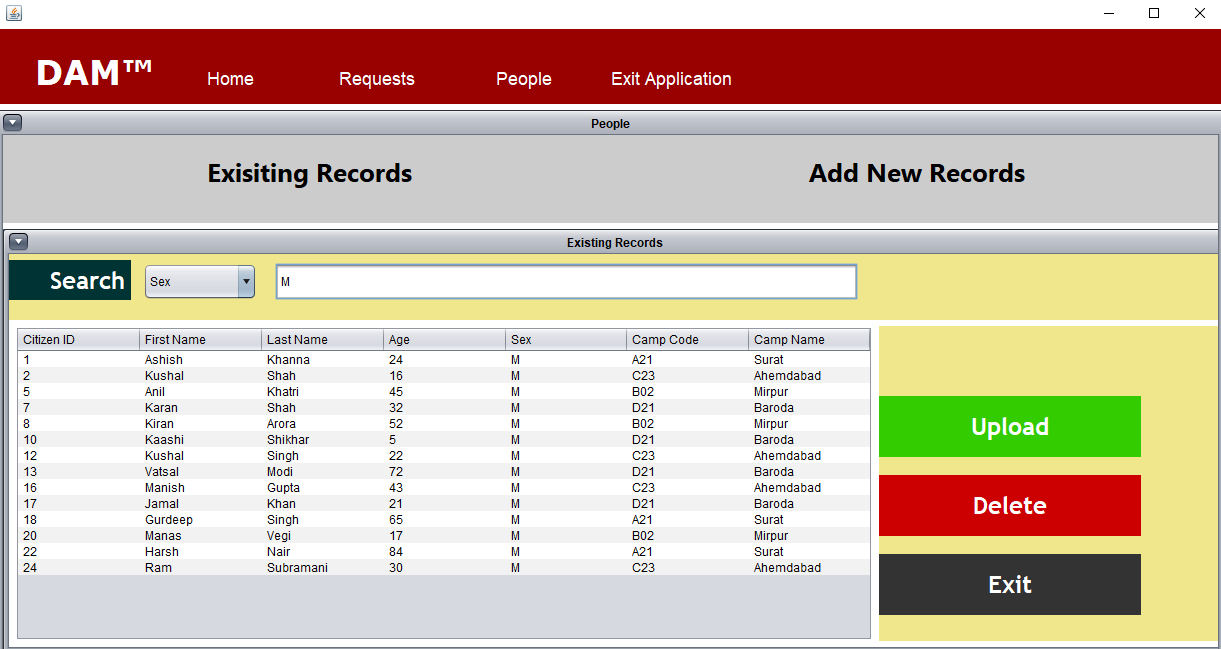 DAM™ Home Requests People Exit Application
People
Exisiting Records Add New Records
Existing Records
Search Sex M
Citizen ID First Name Last Name Age Sex Camp Code Camp Name
1 Ashish Khanna 24 M A21 Surat
2 Kushal Shah 16 M C23 Ahemdabad
5 Anil Khatri 45 M B02 Mirpur
7 Karan Shah 32 M D21 Baroda
8 Kiran Arora 52 M B02 Mirpur
10 Kaashi Shikhar 5 M D21 Baroda
12 Kushal Singh 22 M C23 Ahemdabad
13 Vatsal Modi 72 M D21 Baroda
16 Manish Gupta 43 M C23 Ahemdabad
17 Jamal Khan 21 M D21 Baroda
18 Gurdeep Singh 65 M A21 Surat
20 Manas Vegi 17 M B02 Mirpur
22 Harsh Nair 84 M A21 Surat
24 Ram Subramani 30 M C23 Ahemdabad
Upload
Delete
Exit